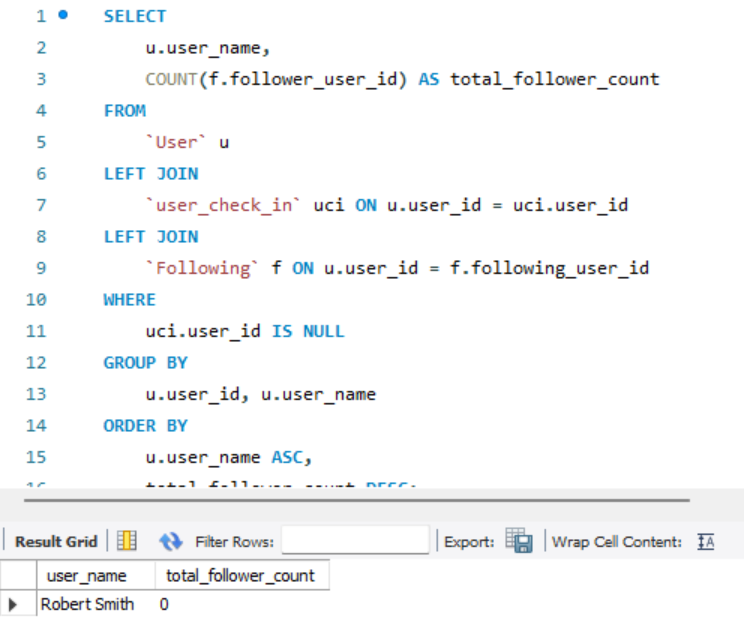 1 SELECT
2 u.user_name,
3 COUNT(f.follower_user_id) AS total_follower_count
4 FROM
5 `User` u
6 LEFT JOIN
7 `user_check_in` uci ON u.user_id = uci.user_id
8 LEFT JOIN
9 `Following` f ON u.user_id = f.following_user_id
10 WHERE
11 uci.user_id IS NULL
12 GROUP BY
13 u.user_id, u.user_name
14 ORDER BY
15 u.user_name ASC,
16 total_follower_count DESC;
Result Grid Filter Rows: Export: Wrap Cell Content: IA
user_name total_follower_count
Robert Smith 0